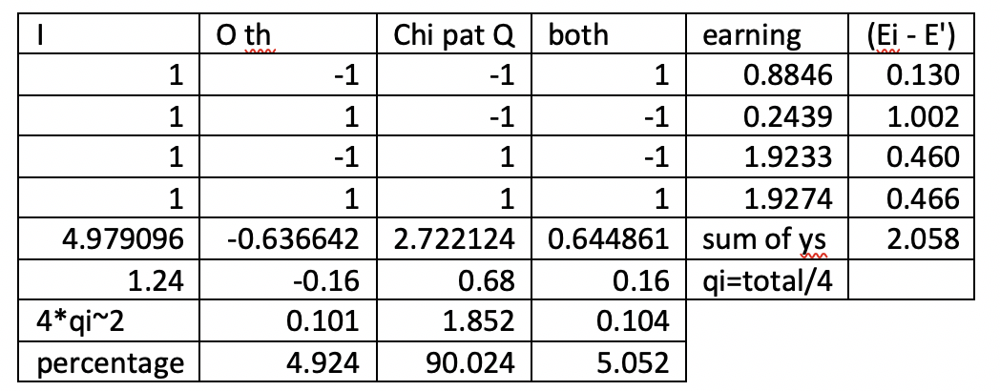 I O th Chi pat Q both earning (Ei - E')
1 -1 -1 1 0.8846 0.130
1 1 -1 -1 0.2439 1.002
1 -1 1 -1 1.9233 0.460
1 1 1 1 1.9274 0.466
4.979096 -0.636642 2.722124 0.644861 sum of ys 2.058
1.24 -0.16 0.68 0.16 qi=total/4
4*qi~2 0.101 1.852 0.104
percentage 4.924 90.024 5.052